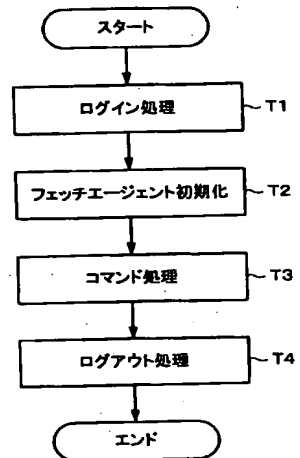 スタート
ログイン処理
T1
フェッチエージェント初期化
T2
コマンド処理
T3
ログアウト処理
T4
エンド